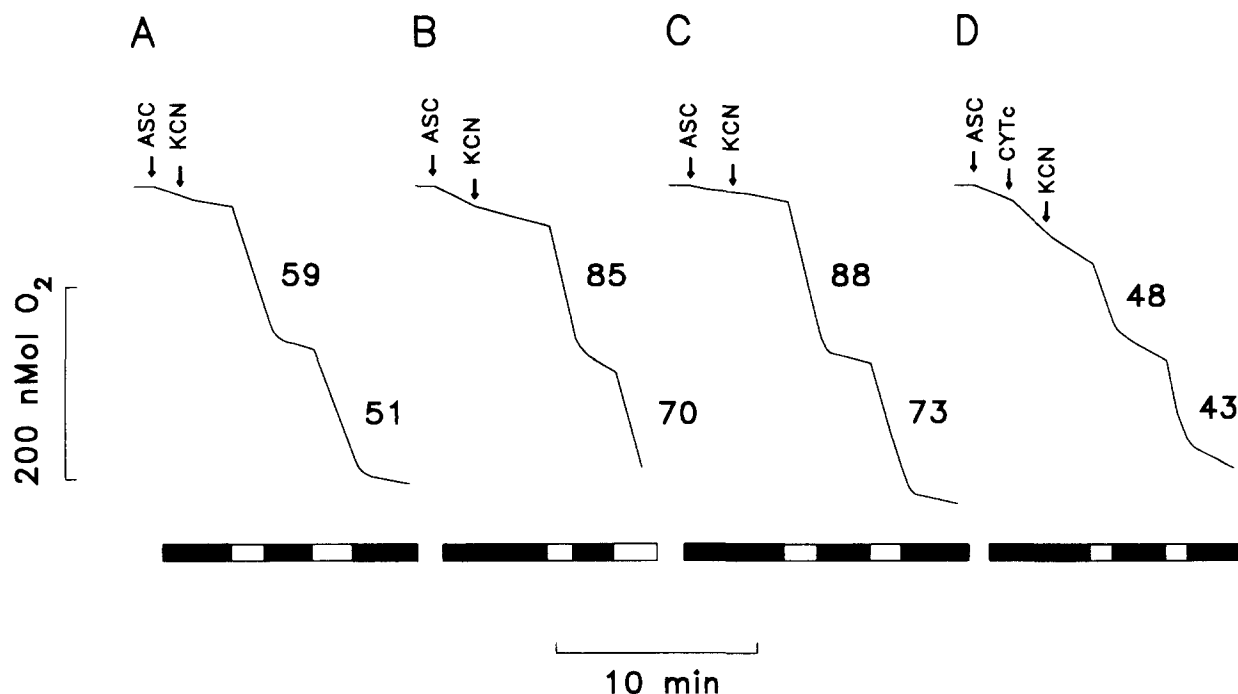 A
B
C
D
ASC
KCN
ASC
KCN
ASC
KCN
ASC
CYTc
KCN
59
51
85
70
88
73
48
43
200 nMol O₂
10 min